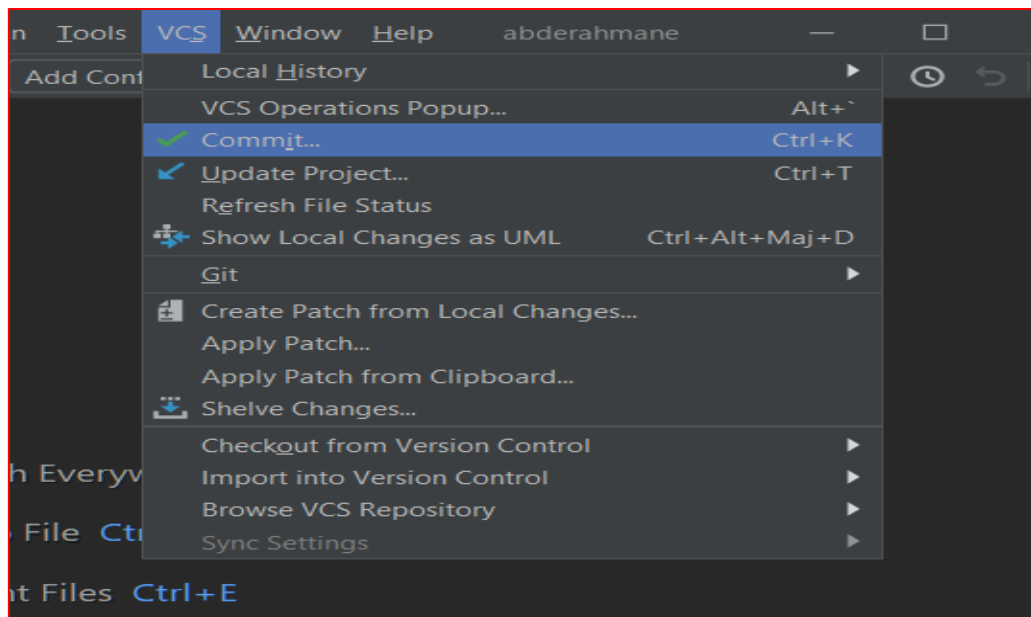 n Tools VCS Window Help abderahmane
Add Conf
Local History
VCS Operations Popup... Alt+`
Commit... Ctrl+K
Update Project... Ctrl+T
Refresh File Status
Show Local Changes as UML Ctrl+Alt+Maj+D
Git
Create Patch from Local Changes...
Apply Patch...
Apply Patch from Clipboard...
Shelve Changes...
Checkout from Version Control
h Everyw
Import into Version Control
Browse VCS Repository
File Ctr
Sync Settings
nt Files Ctrl+E